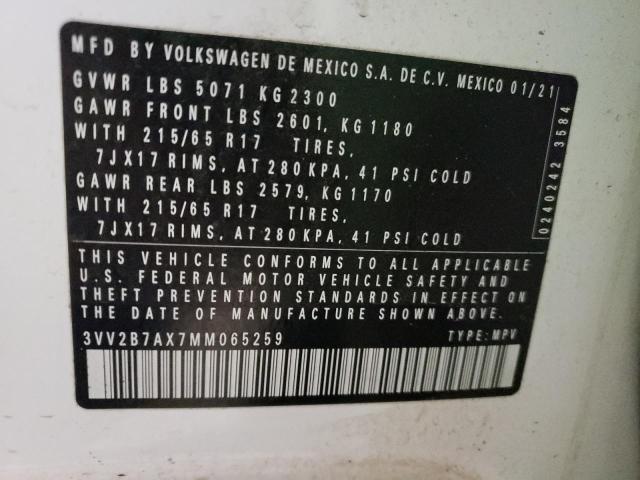 MFD BY VOLKSWAGEN DE MEXICO S.A. DE C.V. MEXICO 01/21
GVWR LBS 5071 KG 2300
GAWR FRONT LBS 2601, KG 1180
WITH 215/65 R17 TIRES,
7JX17 RIMS, AT 280 KPA, 41 PSI COLD
GAWR REAR LBS 2579, KG 1170
WITH 215/65 R17 TIRES,
7JX17 RIMS, AT 280 KPA, 41 PSI COLD
THIS VEHICLE CONFORMS TO ALL APPLICABLE
U.S. FEDERAL MOTOR VEHICLE SAFETY AND
THEFT PREVENTION STANDARDS IN EFFECT ON
THE DATE OF MANUFACTURE SHOWN ABOVE.
3VV2B7AX7MM065259 TYPE: MPV
0240242 3584